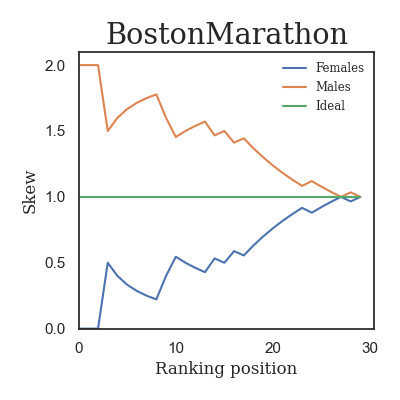 BostonMarathon
2.0
1.5
1.0
0.5
0.0
Skew
Females
Males
Ideal
0 10 20 30
Ranking position